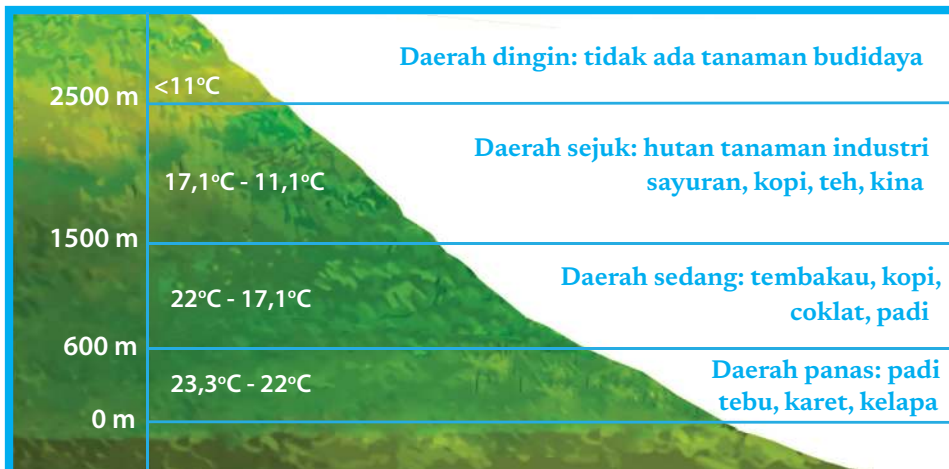 Daerah dingin: tidak ada tanaman budidaya
<11°C
2500 m
Daerah sejuk: hutan tanaman industri
sayuran, kopi, teh, kina
17,1°C - 11,1°C
1500 m
Daerah sedang: tembakau, kopi,
coklat, padi
22°C - 17,1°C
600 m
Daerah panas: padi
tebu, karet, kelapa
23,3°C - 22°C
0 m